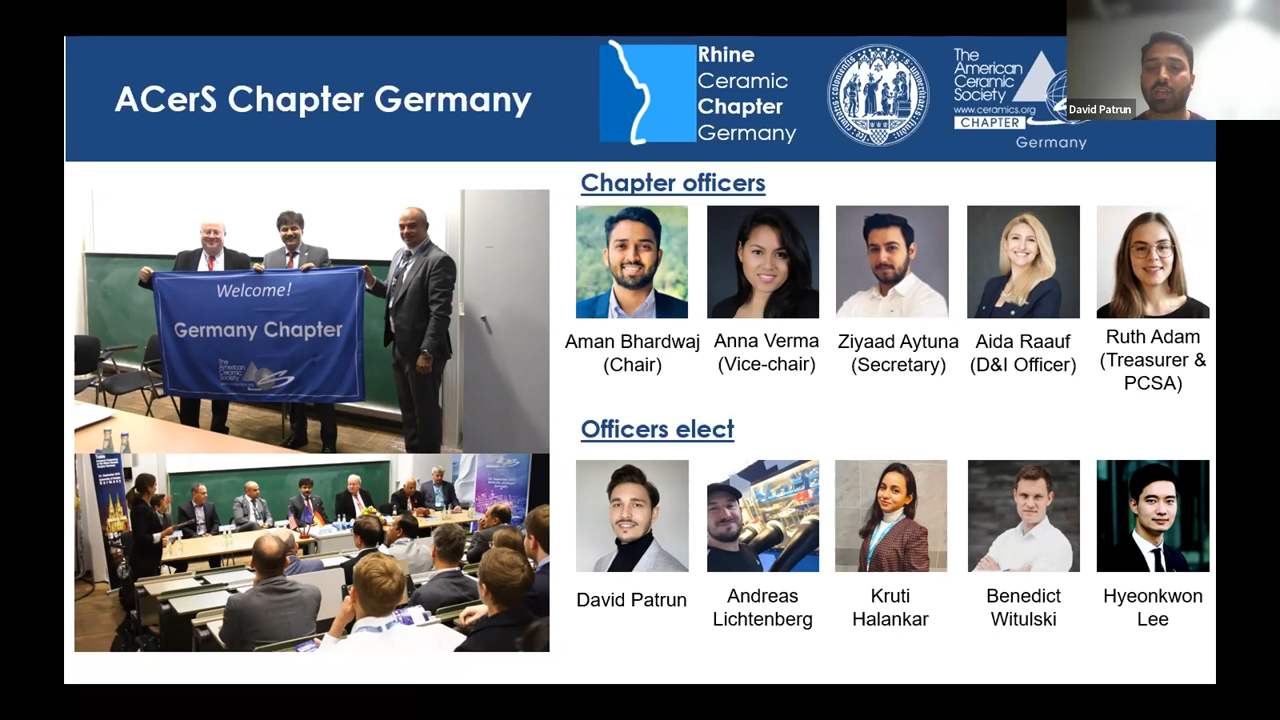 ACerS Chapter Germany
Rhine
Ceramic
Chapter
Germany
The
American
Ceramic
Society
www.ceramics.org
CHAPTER
Germany
David Patrun
Welcome!
Germany Chapter
The
American
Ceramic
Society
Chapter officers
Aman Bhardwaj
(Chair)
Anna Verma
(Vice-chair)
Ziyaad Aytuna
(Secretary)
Aida Raauf
(D&I Officer)
Ruth Adam
(Treasurer &
PCSA)
Officers elect
David Patrun
Andreas
Lichtenberg
Kruti
Halankar
Benedict
Witulski
Hyeonkwon
Lee